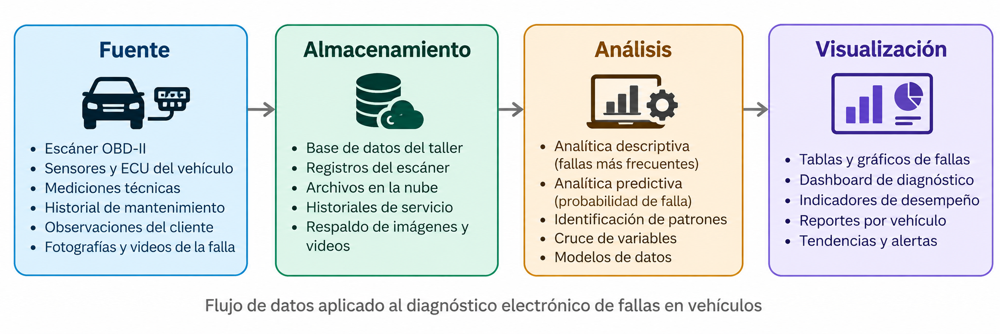 Fuente
• Escáner OBD-II
• Sensores y ECU del vehículo
• Mediciones técnicas
• Historial de mantenimiento
• Observaciones del cliente
• Fotografías y videos de la falla
Almacenamiento
• Base de datos del taller
• Registros del escáner
• Archivos en la nube
• Historiales de servicio
• Respaldo de imágenes y
videos
Análisis
• Analítica descriptiva
(fallas más frecuentes)
• Analítica predictiva
(probabilidad de falla)
• Identificación de patrones
• Cruce de variables
• Modelos de datos
Visualización
• Tablas y gráficos de fallas
• Dashboard de diagnóstico
• Indicadores de desempeño
• Reportes por vehículo
• Tendencias y alertas
Flujo de datos aplicado al diagnóstico electrónico de fallas en vehículos